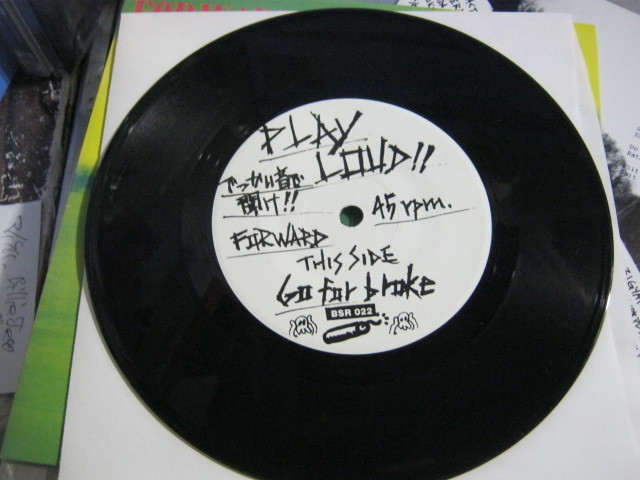 PLAY
LOUD!!
でっかい音で
聴け!!
45 rpm.
FORWARD
THIS SIDE
Go for broke
BSR 022